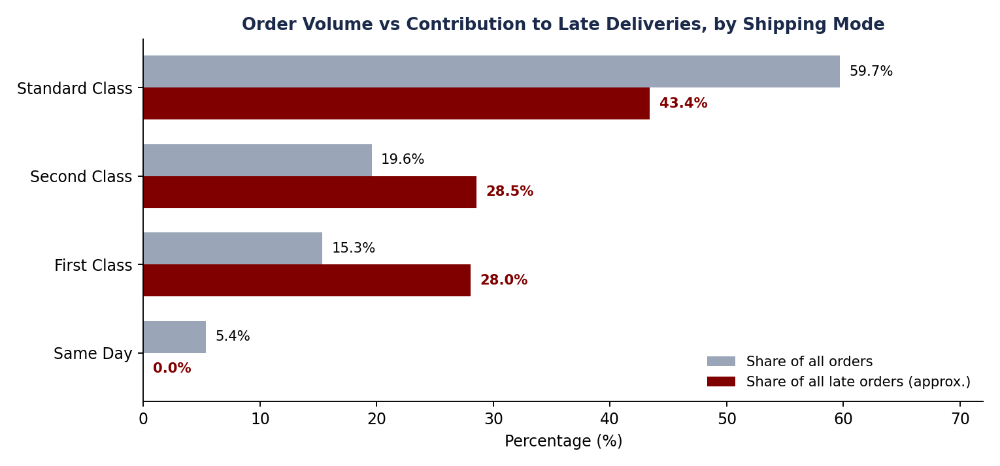 Order Volume vs Contribution to Late Deliveries, by Shipping Mode
Standard Class
59.7%
43.4%
Second Class
19.6%
28.5%
First Class
15.3%
28.0%
Same Day
5.4%
0.0%
Share of all orders
Share of all late orders (approx.)
0 10 20 30 40 50 60 70
Percentage (%)